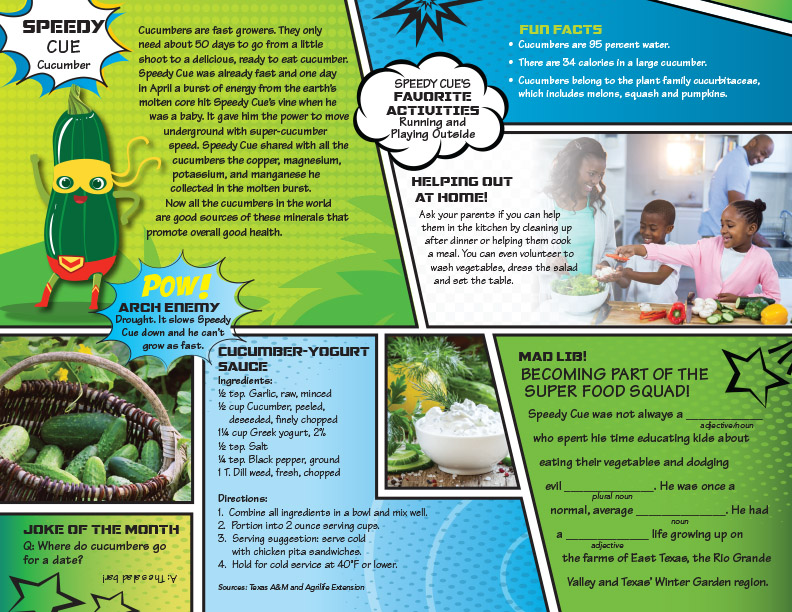 SPEEDY
CUE
Cucumber
Cucumbers are fast growers. They only
need about 50 days to go from a little
shoot to a delicious, ready to eat cucumber.
Speedy Cue was already fast and one day
in April a burst of energy from the earth's
molten core hit Speedy Cue's vine when he
was a baby. It gave him the power to move
underground with super-cucumber
speed. Speedy Cue shared with all the
cucumbers the copper, magnesium,
potassium, and manganese he
collected in the molten burst.
Now all the cucumbers in the world
are good sources of these minerals that
promote overall good health.
POW!
ARCH ENEMY
Drought. It slows Speedy
Cue down and he can't
grow as fast.
SPEEDY CUE'S
FAVORITE
ACTIVITIES
Running and
Playing Outside
FUN FACTS
• Cucumbers are 95 percent water.
• There are 34 calories in a large cucumber.
• Cucumbers belong to the plant family cucurbitaceae,
which includes melons, squash and pumpkins.
HELPING OUT
AT HOME!
Ask your parents if you can help
them in the kitchen by cleaning up
after dinner or helping them cook
a meal. You can even volunteer to
wash vegetables, dress the salad
and set the table.
JOKE OF THE MONTH
Q: Where do cucumbers go
for a date?
A: The salad bar!
CUCUMBER-YOGURT
SAUCE
Ingredients:
½ tsp. Garlic, raw, minced
½ cup Cucumber, peeled,
deseeded, finely chopped
1¼ cup Greek yogurt, 2%
½ tsp. Salt
¼ tsp. Black pepper, ground
1 T. Dill weed, fresh, chopped
Directions:
1. Combine all ingredients in a bowl and mix well.
2. Portion into 2 ounce serving cups.
3. Serving suggestion: serve cold
with chicken pita sandwiches.
4. Hold for cold service at 40°F or lower.
Sources: Texas A&M and Agrilife Extension
MAD LIB!
BECOMING PART OF THE
SUPER FOOD SQUAD!
Speedy Cue was not always a ____________
adjective/noun
who spent his time educating kids about
eating their vegetables and dodging
evil ______________. He was once a
plural noun
normal, average ______________. He had
noun
a _____________ life growing up on
adjective
the farms of East Texas, the Rio Grande
Valley and Texas' Winter Garden region.